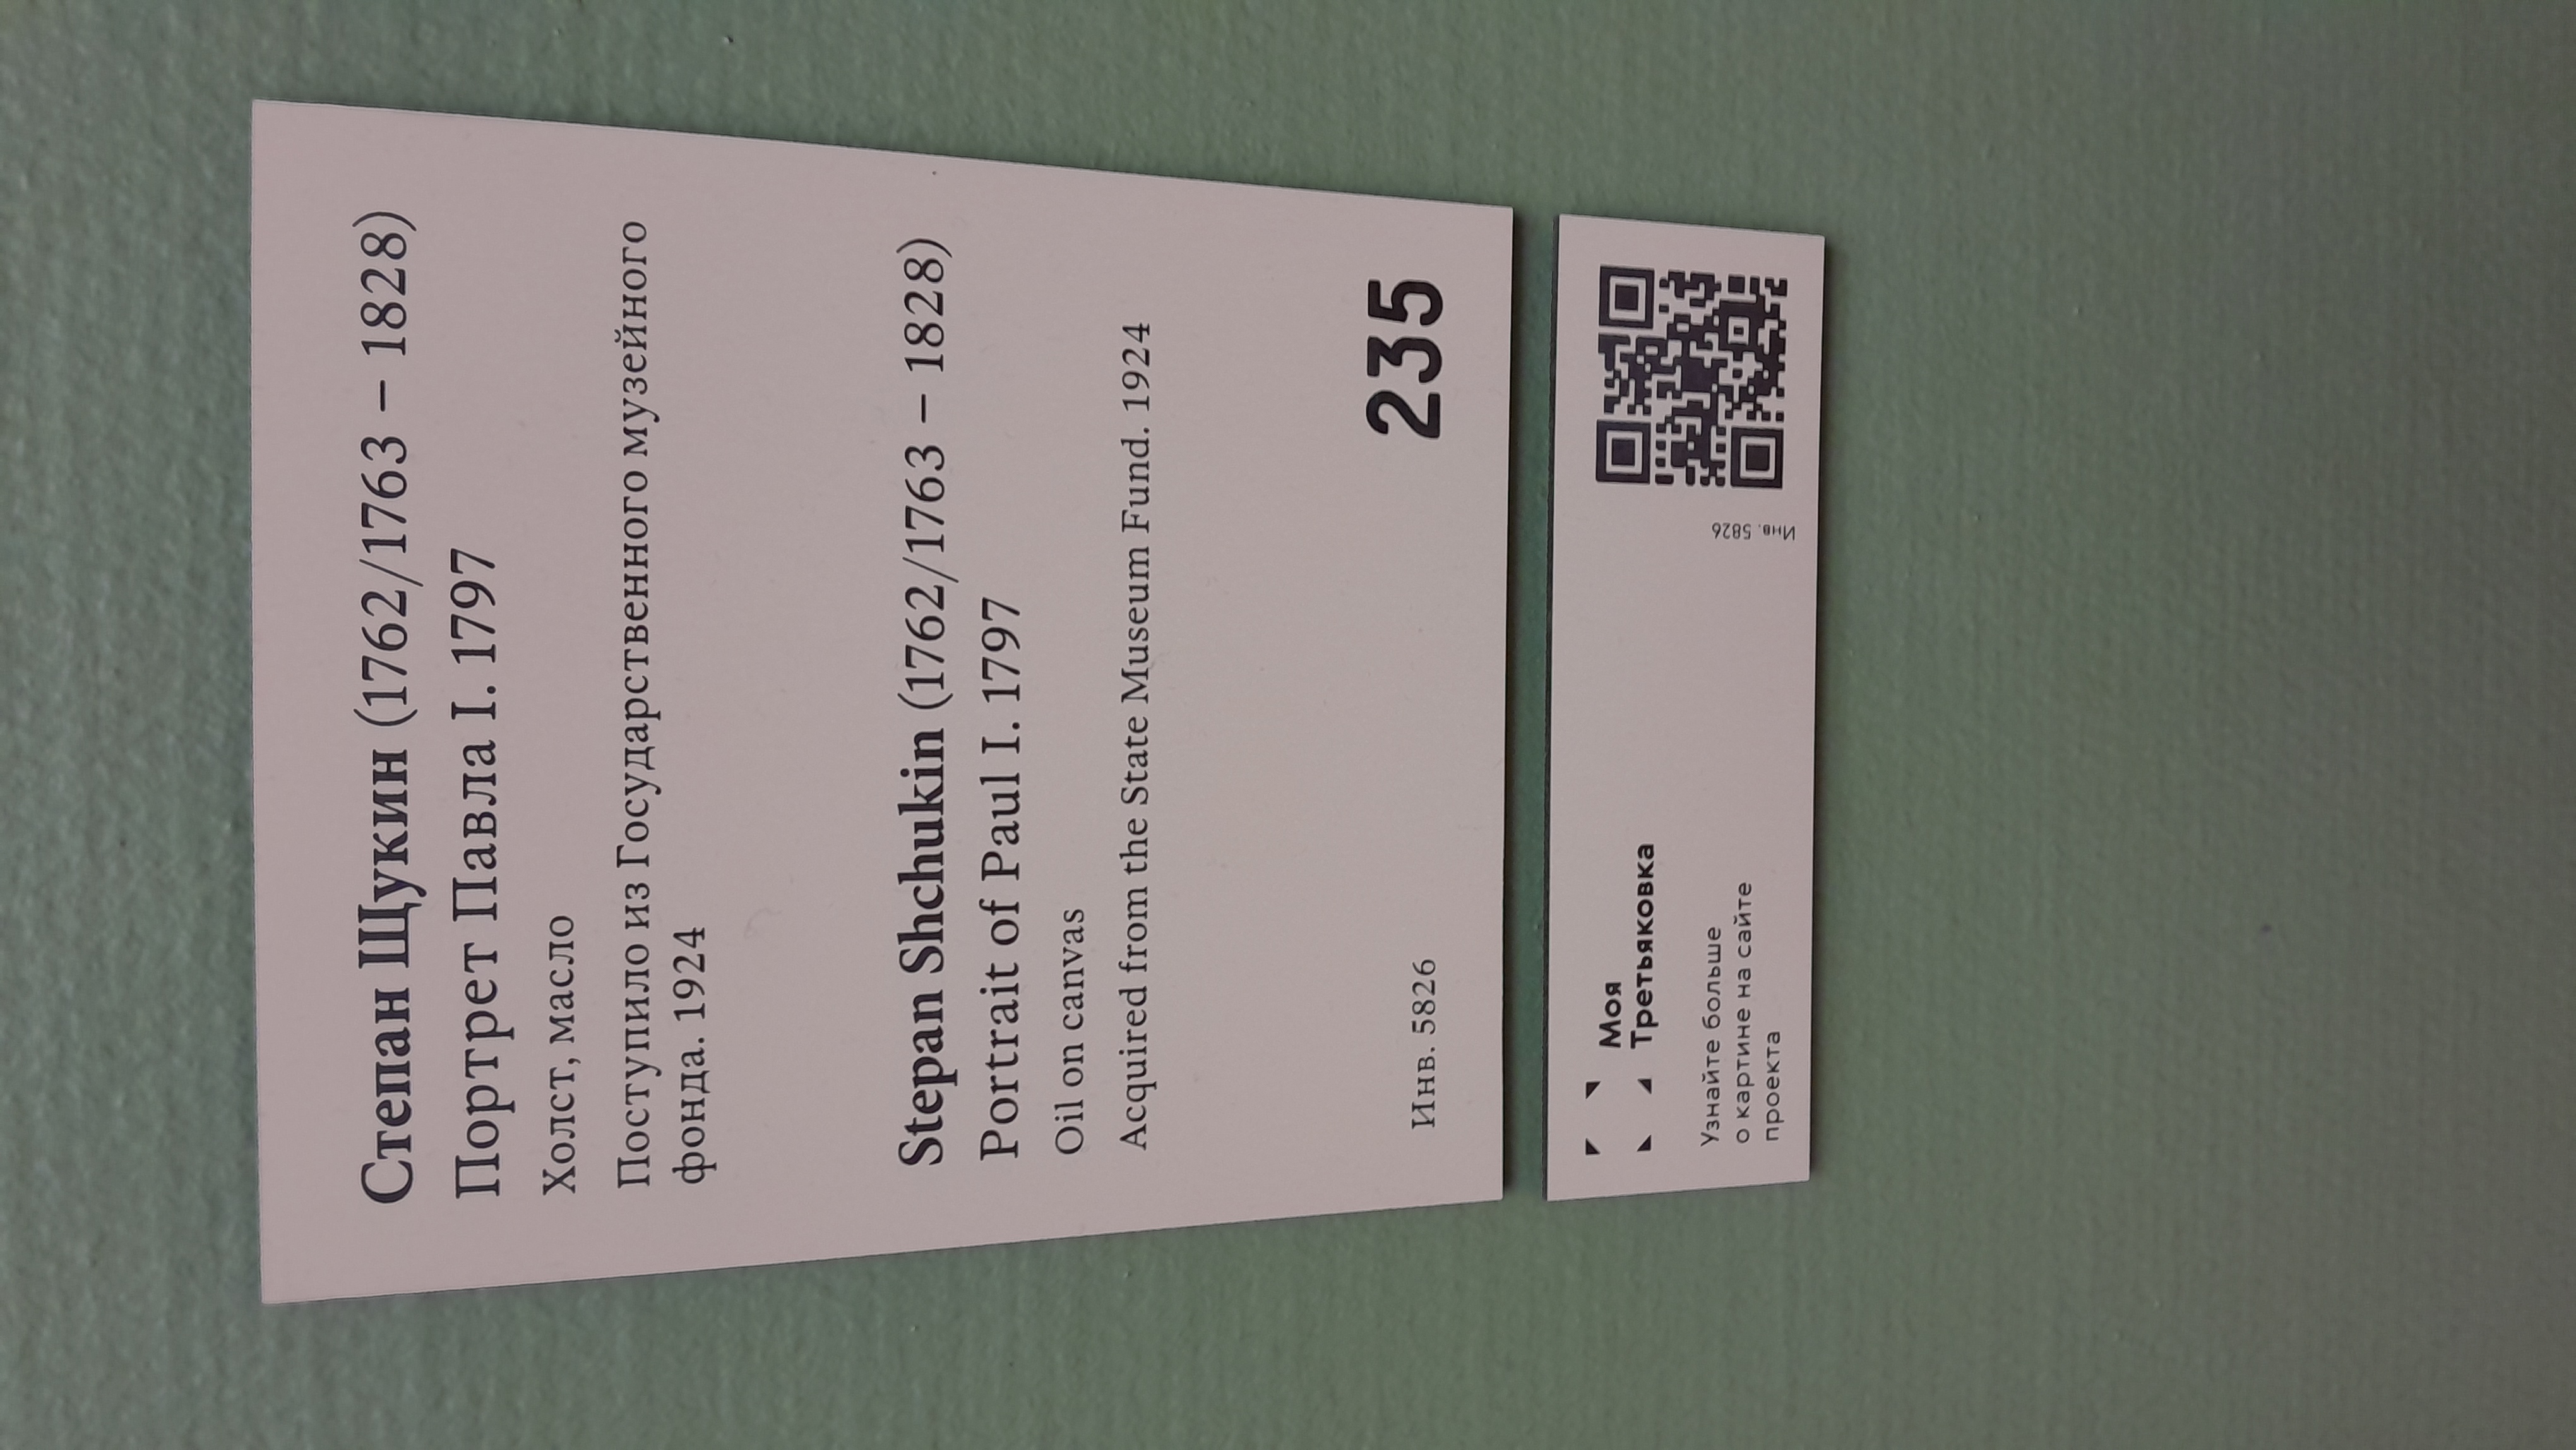 Степан Щукин (1762/1763 – 1828)
Портрет Павла I. 1797
Холст, масло
Поступило из Государственного музейного
фонда. 1924
Stepan Shchukin (1762/1763 – 1828)
Portrait of Paul I. 1797
Oil on canvas
Acquired from the State Museum Fund. 1924
Инв. 5826
235
Моя
Третьяковка
Узнайте больше
о картине на сайте
проекта
Инв. 5826